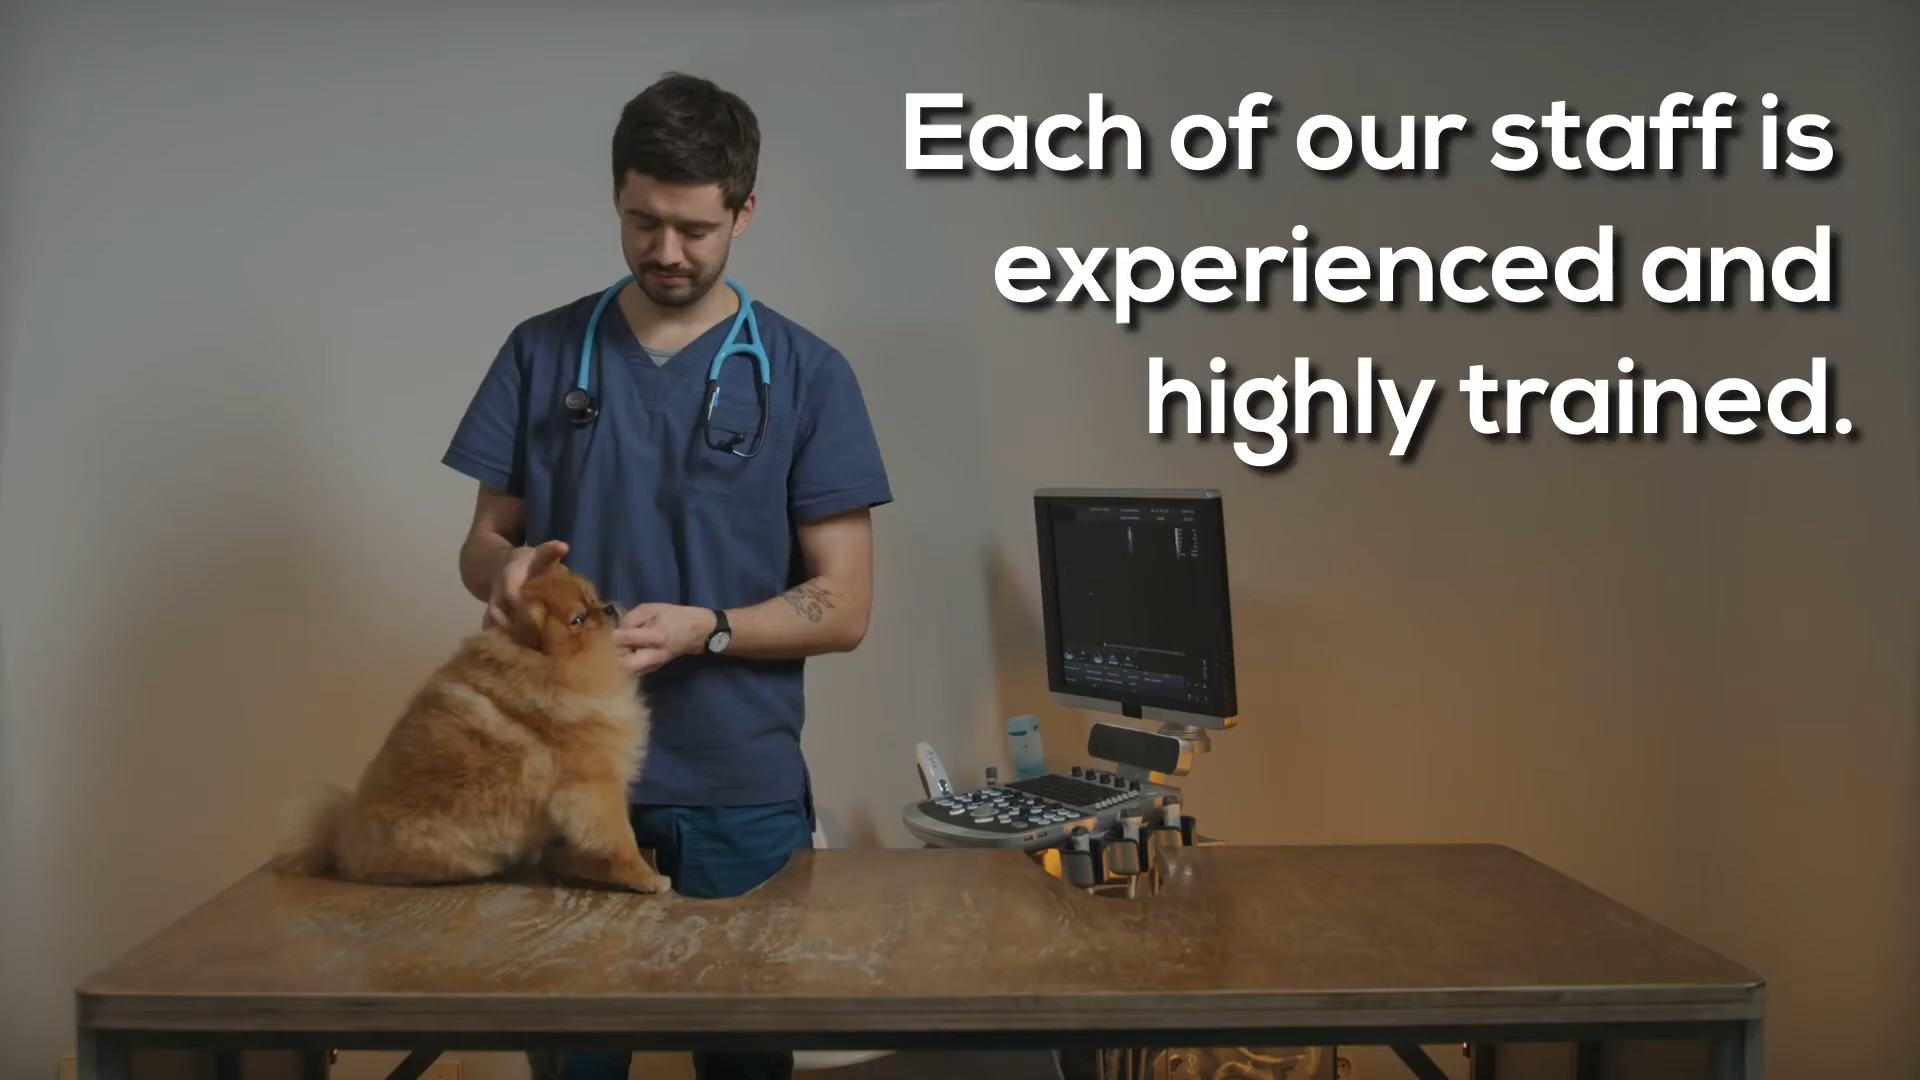 Each of our staff is
experienced and
highly trained.